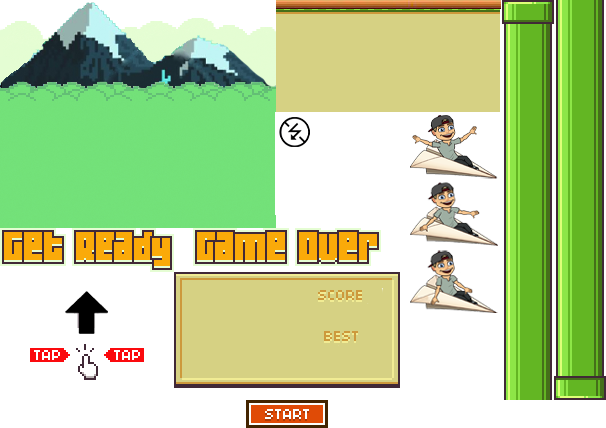 Get Ready
Game Over
SCORE
BEST
TAP
TAP
START